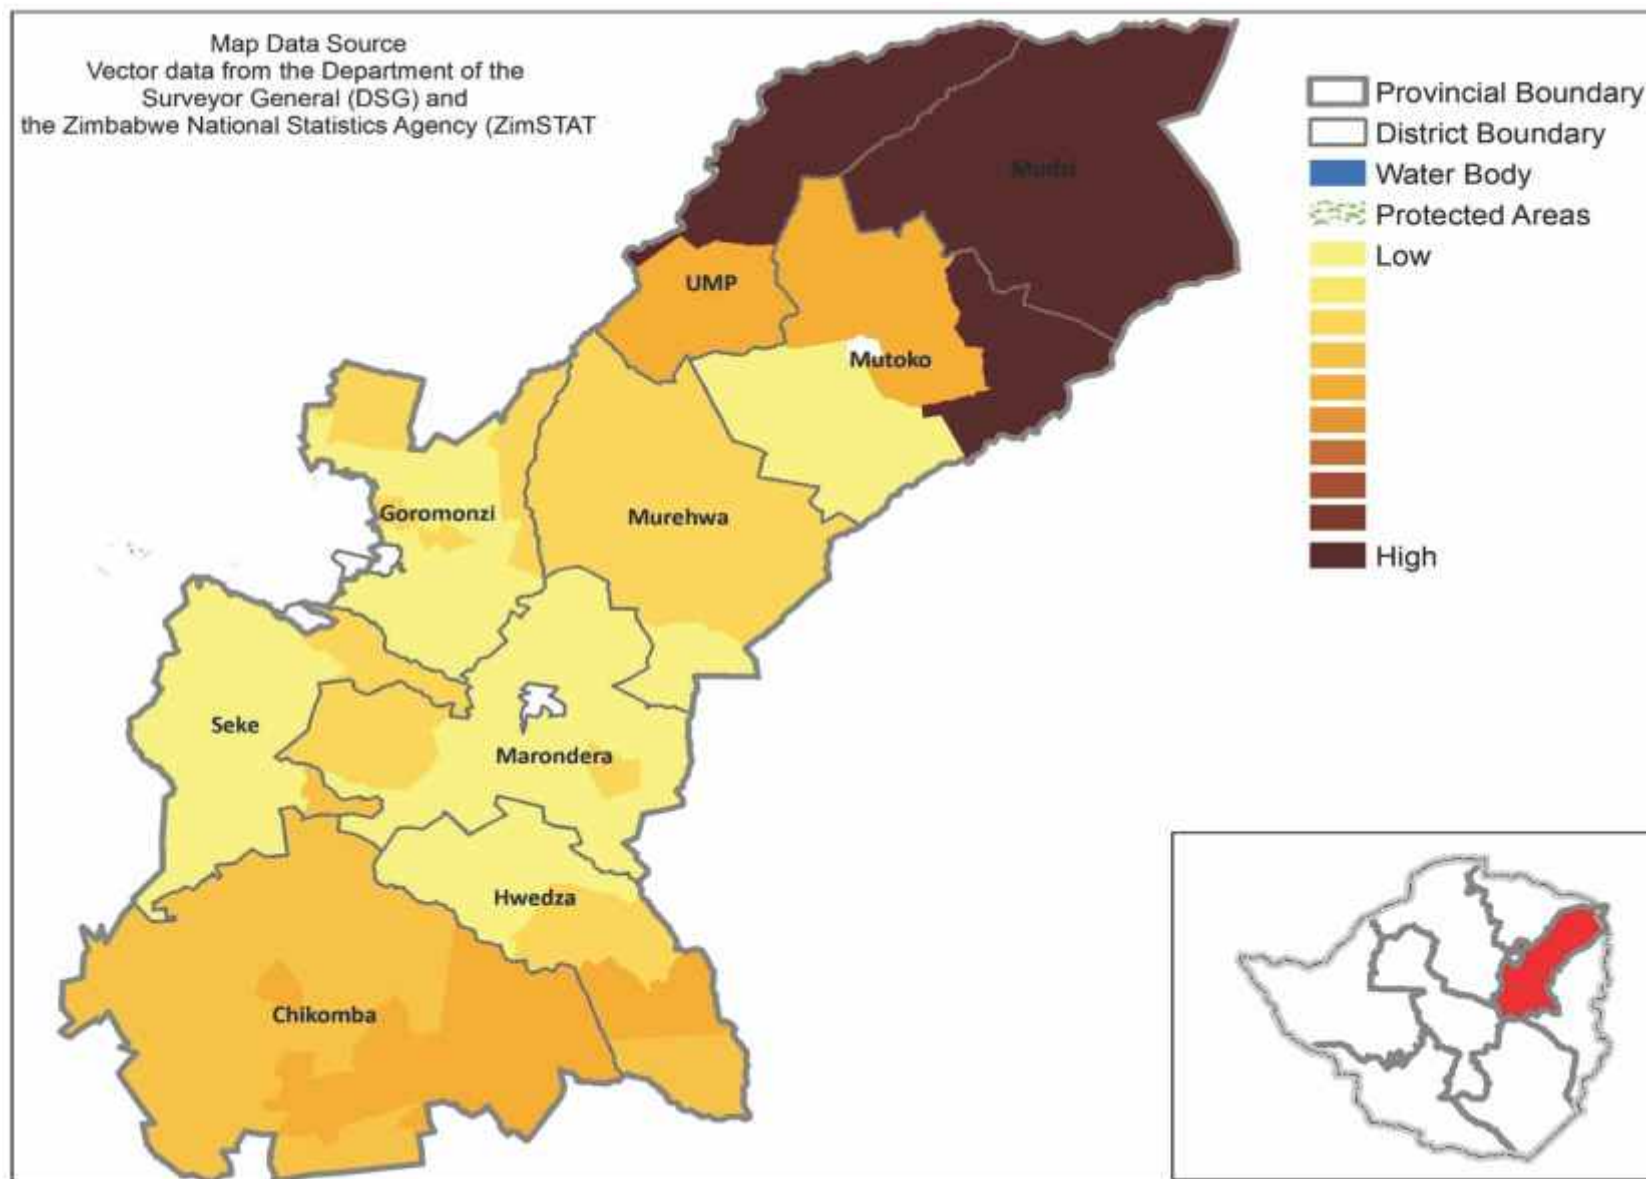 Map Data Source
Vector data from the Department of the
Surveyor General (DSG) and
the Zimbabwe National Statistics Agency (ZimSTAT
Provincial Boundary
District Boundary
Water Body
Protected Areas
Low
High
Mudzi
UMP
Mutoko
Goromonzi
Murehwa
Seke
Marondera
Hwedza
Chikomba